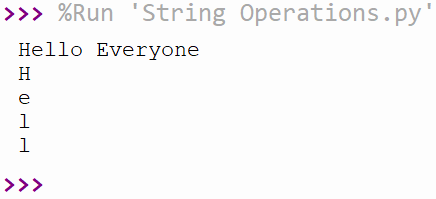 >>> %Run 'String Operations.py'
Hello Everyone
H
e
l
l
>>>